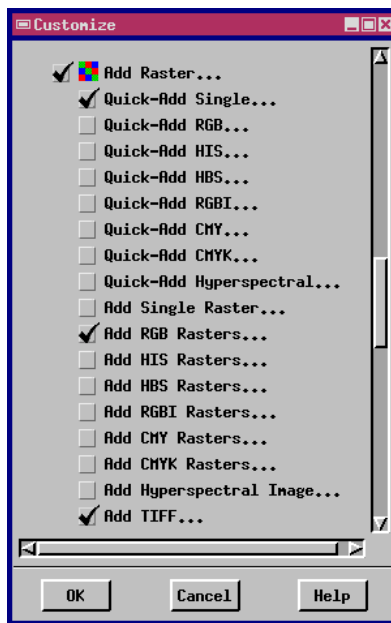 Customize
Add Raster...
Quick-Add Single...
Quick-Add RGB...
Quick-Add HIS...
Quick-Add HBS...
Quick-Add RGBI...
Quick-Add CMY...
Quick-Add CMYK...
Quick-Add Hyperspectral...
Add Single Raster...
Add RGB Rasters...
Add HIS Rasters...
Add HBS Rasters...
Add RGBI Rasters...
Add CMY Rasters...
Add CMYK Rasters...
Add Hyperspectral Image...
Add TIFF...
OK Cancel Help